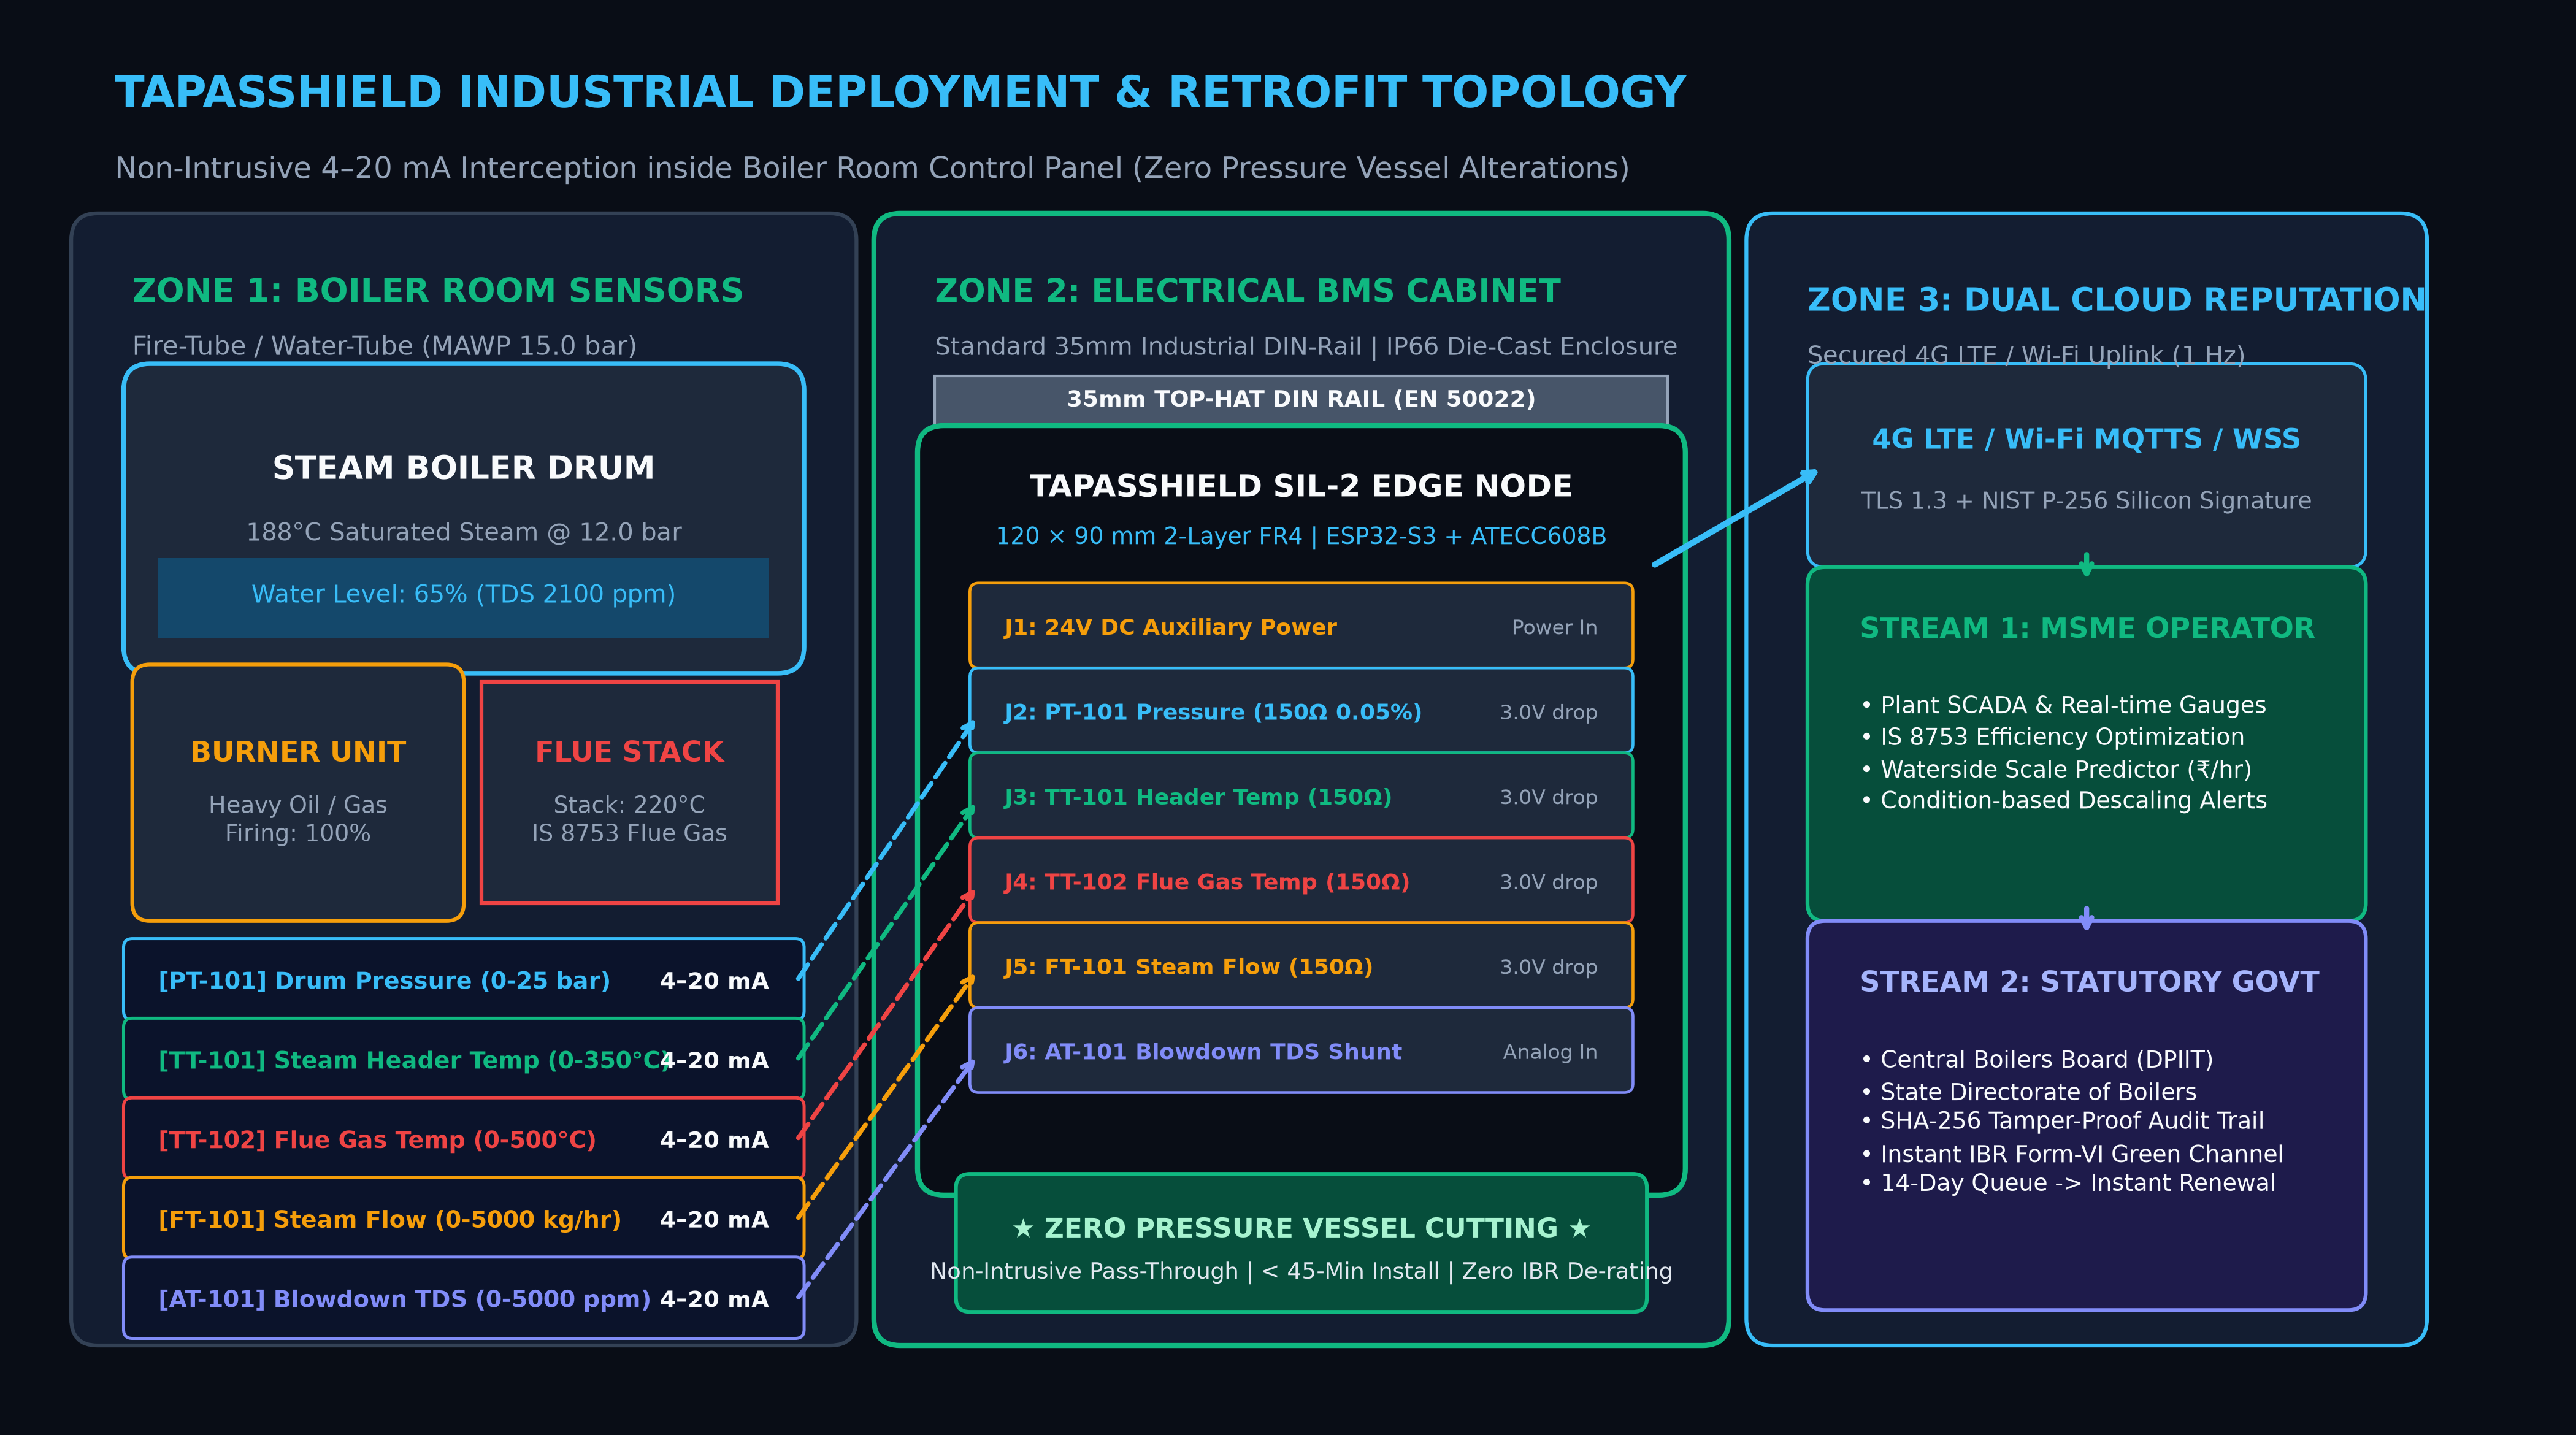 TAPASSHIELD INDUSTRIAL DEPLOYMENT & RETROFIT TOPOLOGY
Non-Intrusive 4–20 mA Interception inside Boiler Room Control Panel (Zero Pressure Vessel Alterations)
ZONE 1: BOILER ROOM SENSORS
Fire-Tube / Water-Tube (MAWP 15.0 bar)
STEAM BOILER DRUM
188°C Saturated Steam @ 12.0 bar
Water Level: 65% (TDS 2100 ppm)
BURNER UNIT
Heavy Oil / Gas
Firing: 100%
FLUE STACK
Stack: 220°C
IS 8753 Flue Gas
[PT-101] Drum Pressure (0-25 bar) 4–20 mA
[TT-101] Steam Header Temp (0-350°C) 4–20 mA
[TT-102] Flue Gas Temp (0-500°C) 4–20 mA
[FT-101] Steam Flow (0-5000 kg/hr) 4–20 mA
[AT-101] Blowdown TDS (0-5000 ppm) 4–20 mA
ZONE 2: ELECTRICAL BMS CABINET
Standard 35mm Industrial DIN-Rail | IP66 Die-Cast Enclosure
35mm TOP-HAT DIN RAIL (EN 50022)
TAPASSHIELD SIL-2 EDGE NODE
120 × 90 mm 2-Layer FR4 | ESP32-S3 + ATECC608B
J1: 24V DC Auxiliary Power Power In
J2: PT-101 Pressure (150Ω 0.05%) 3.0V drop
J3: TT-101 Header Temp (150Ω) 3.0V drop
J4: TT-102 Flue Gas Temp (150Ω) 3.0V drop
J5: FT-101 Steam Flow (150Ω) 3.0V drop
J6: AT-101 Blowdown TDS Shunt Analog In
★ ZERO PRESSURE VESSEL CUTTING ★
Non-Intrusive Pass-Through | < 45-Min Install | Zero IBR De-rating
ZONE 3: DUAL CLOUD REPUTATION
Secured 4G LTE / Wi-Fi Uplink (1 Hz)
4G LTE / Wi-Fi MQTTS / WSS
TLS 1.3 + NIST P-256 Silicon Signature
STREAM 1: MSME OPERATOR
• Plant SCADA & Real-time Gauges
• IS 8753 Efficiency Optimization
• Waterside Scale Predictor (₹/hr)
• Condition-based Descaling Alerts
STREAM 2: STATUTORY GOVT
• Central Boilers Board (DPIIT)
• State Directorate of Boilers
• SHA-256 Tamper-Proof Audit Trail
• Instant IBR Form-VI Green Channel
• 14-Day Queue -> Instant Renewal